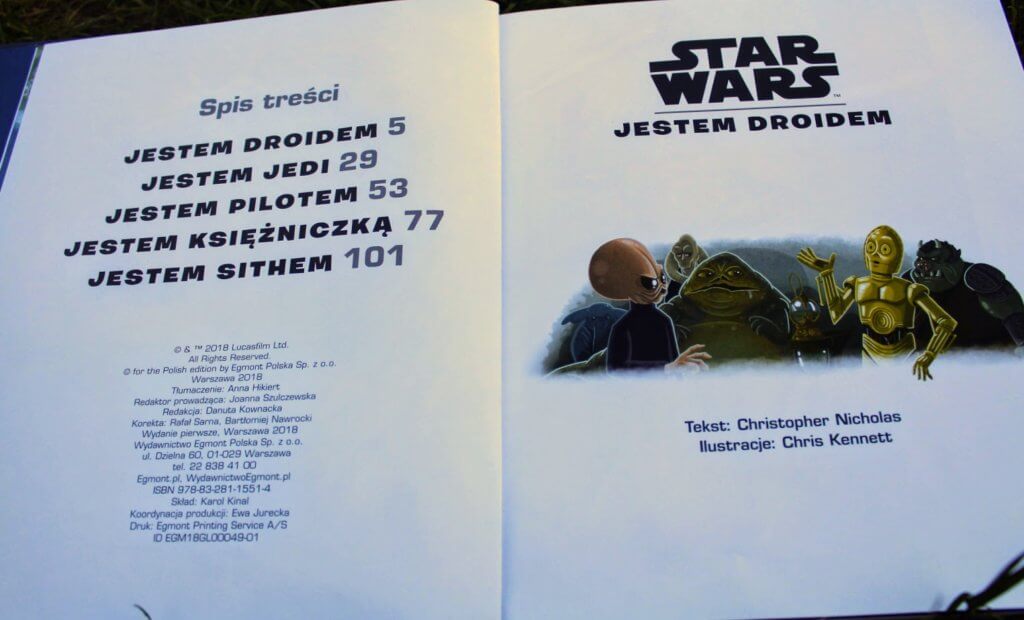 Spis treści
JESTEM DROIDEM 5
JESTEM JEDI 29
JESTEM PILOTEM 53
JESTEM KSIĘŻNICZKĄ 77
JESTEM SITHEM 101
© & ™ 2018 Lucasfilm Ltd.
All Rights Reserved.
© for the Polish edition by Egmont Polska Sp. z o.o.
Warszawa 2018
Tłumaczenie: Anna Hikiert
Redaktor prowadząca: Joanna Szulczewska
Redakcja: Danuta Kownacka
Korekta: Rafał Sarna, Bartłomiej Nawrocki
Wydanie pierwsze, Warszawa 2018
Wydawnictwo Egmont Polska Sp. z o.o.
ul. Dzielna 60, 01-029 Warszawa
tel. 22 838 41 00
Egmont.pl, WydawnictwoEgmont.pl
ISBN 978-83-281-1551-4
Skład: Karol Kinal
Koordynacja produkcji: Ewa Jurecka
Druk: Egmont Printing Service A/S
ID EGM18GL00049-01
STAR
WARS™
JESTEM DROIDEM
Tekst: Christopher Nicholas
Ilustracje: Chris Kennett